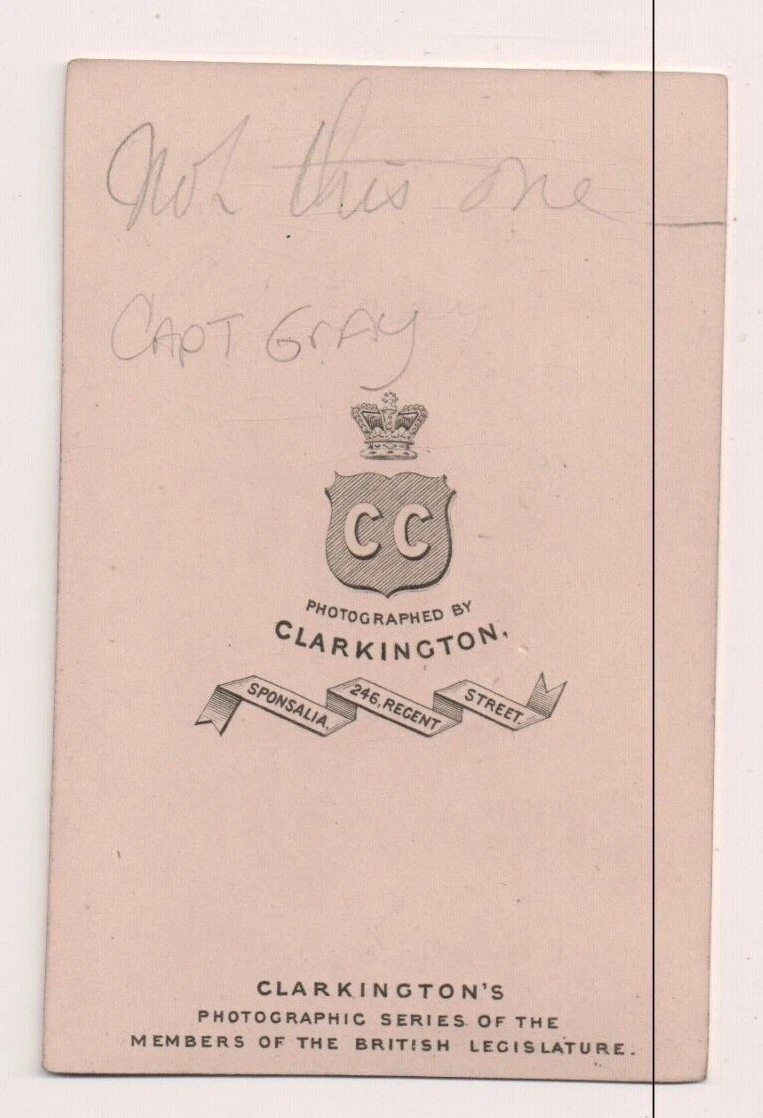 Not this one
CAPT GrAY
CC
PHOTOGRAPHED BY
CLARKINGTON.
SPONSALIA, 246, REGENT STREET.
CLARKINGTON'S
PHOTOGRAPHIC SERIES OF THE
MEMBERS OF THE BRITISH LEGISLATURE.